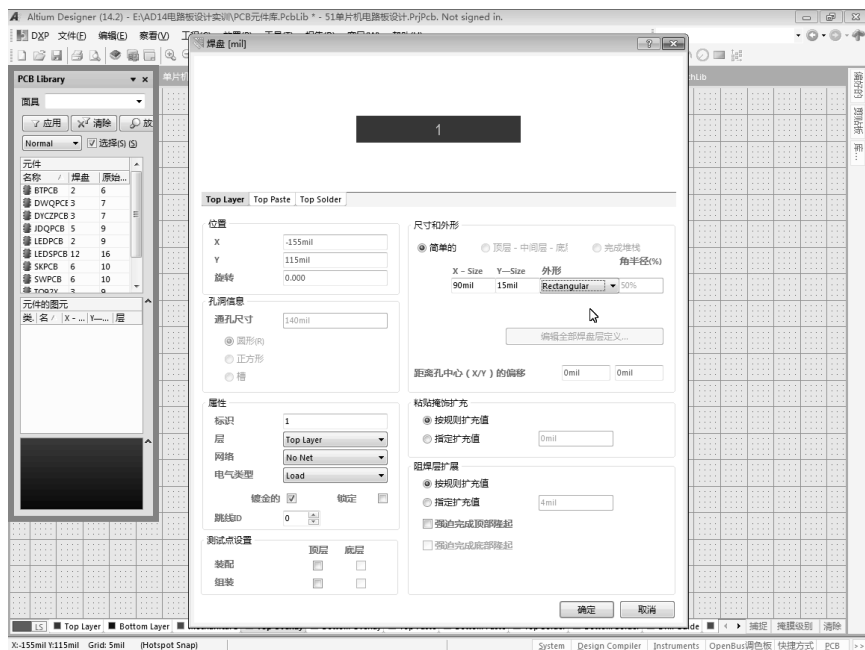 Altium Designer (14.2) - E:\AD14电路板设计实训\PCB元件库.PcbLib * - 51单片机电路板设计.PrjPcb. Not signed in.
DXP 文件(F) 编辑(E) 察看(V)
焊盘 [mil]
PCB Library
单片机
hLib
面具
应用 清除 放
Normal 选择(S) (S)
元件
名称 / 焊盘 原始...
BTPCB 2 6
DWQPCE 3 7
DYCZPCB 3 7
JDQPCB 5 9
LEDPCB 2 9
LEDSPCB 12 16
SKPCB 6 10
SWPCB 6 10
元件的图元
类. 名 / X - ... Y—... 层
偏好的
剪贴板
库...
1
Top Layer Top Paste Top Solder
位置
X -155mil
Y 115mil
旋转 0.000
孔洞信息
通孔尺寸 140mil
圆形(R)
正方形
槽
属性
标识 1
层 Top Layer
网络 No Net
电气类型 Load
镀金的 锁定
跳线ID 0
测试点设置
顶层 底层
装配
组装
尺寸和外形
简单的 顶层 - 中间层 - 底层 完成堆栈
角半径(%)
X - Size Y—Size 外形
90mil 15mil Rectangular 50%
编辑全部焊盘层定义...
距离孔中心 ( X/Y ) 的偏移 0mil 0mil
粘贴掩饰扩充
按规则扩充值
指定扩充值 0mil
阻焊层扩展
按规则扩充值
指定扩充值 4mil
强迫完成顶部隆起
强迫完成底部隆起
确定 取消
LS Top Layer Bottom Layer
捕捉 掩膜级别 清除
X:-155mil Y:115mil Grid: 5mil (Hotspot Snap)
System Design Compiler Instruments OpenBus调色板 快捷方式 PCB >>